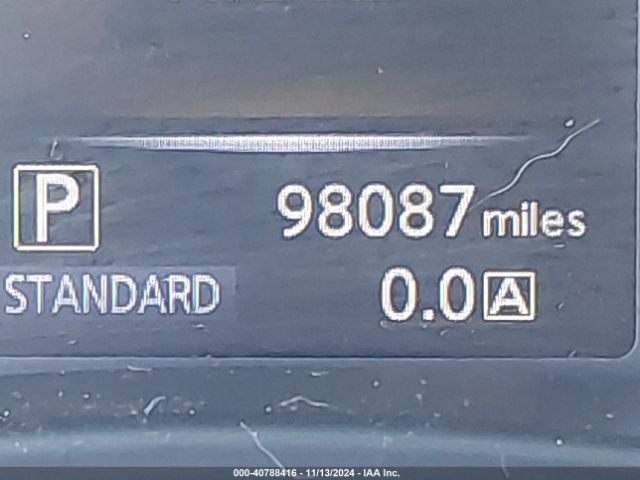 P 98087 miles
STANDARD 0.0 A
000-40788416 - 11/13/2024 - IAA Inc.